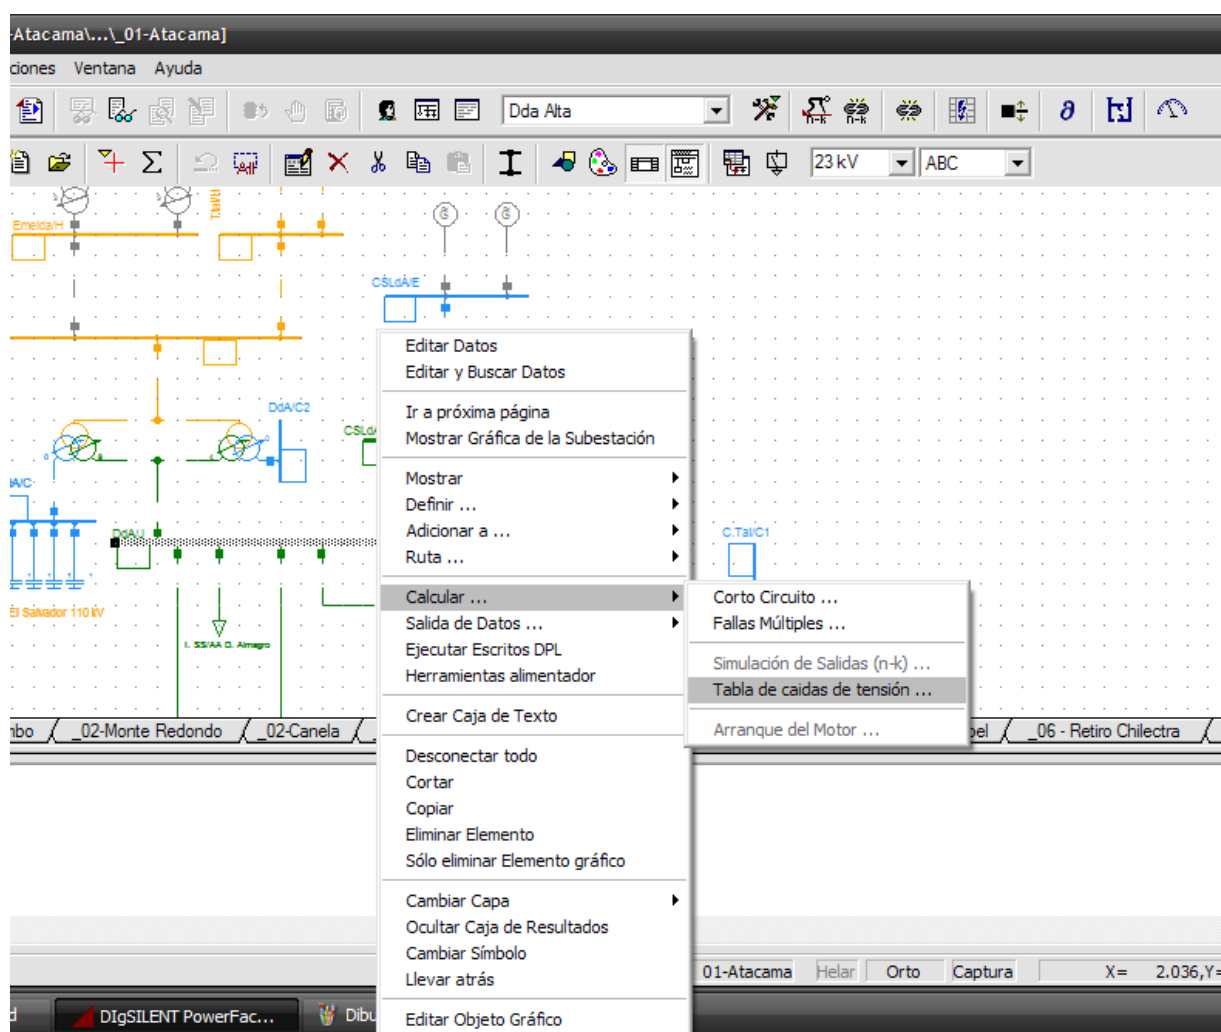 -Atacama\...\_01-Atacama]
ciones Ventana Ayuda
Dda Alta
n-k n-k
23 kV ABC
Emelda/H
CSLdA/E
DdA/C2
DdA/J
C.Tal/C1
El Salvador 110 kV
I. SS/AA D. Almagro
Editar Datos
Editar y Buscar Datos
Ir a próxima página
Mostrar Gráfica de la Subestación
Mostrar
Definir ...
Adicionar a ...
Ruta ...
Calcular ...
Salida de Datos ...
Ejecutar Escritos DPL
Herramientas alimentador
Crear Caja de Texto
Desconectar todo
Cortar
Copiar
Eliminar Elemento
Sólo eliminar Elemento gráfico
Cambiar Capa
Ocultar Caja de Resultados
Cambiar Símbolo
Llevar atrás
Editar Objeto Gráfico
Corto Circuito ...
Fallas Múltiples ...
Simulación de Salidas (n-k) ...
Tabla de caidas de tensión ...
Arranque del Motor ...
_02-Monte Redondo _02-Canela _06 - Retiro Chilectra
01-Atacama Helar Orto Captura X= 2.036,Y=
DIgSILENT PowerFac... Dibu